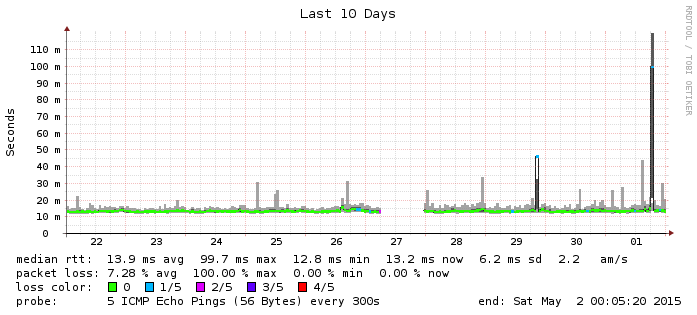 Last 10 Days
RRDTOOL / TOBI OETIKER
Seconds
110 m
100 m
90 m
80 m
70 m
60 m
50 m
40 m
30 m
20 m
10 m
0
22 23 24 25 26 27 28 29 30 01
median rtt: 13.9 ms avg 99.7 ms max 12.8 ms min 13.2 ms now 6.2 ms sd 2.2 am/s
packet loss: 7.28 % avg 100.00 % max 0.00 % min 0.00 % now
loss color: 0 1/5 2/5 3/5 4/5
probe: 5 ICMP Echo Pings (56 Bytes) every 300s end: Sat May 2 00:05:20 2015